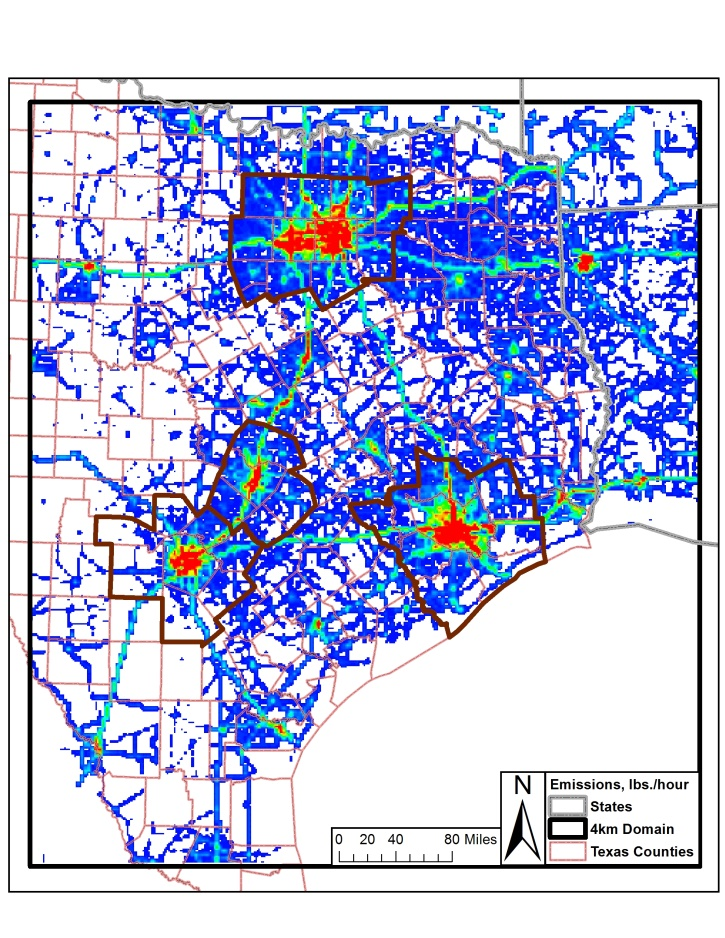 N
Emissions, lbs./hour
States
4km Domain
Texas Counties
0 20 40 80 Miles